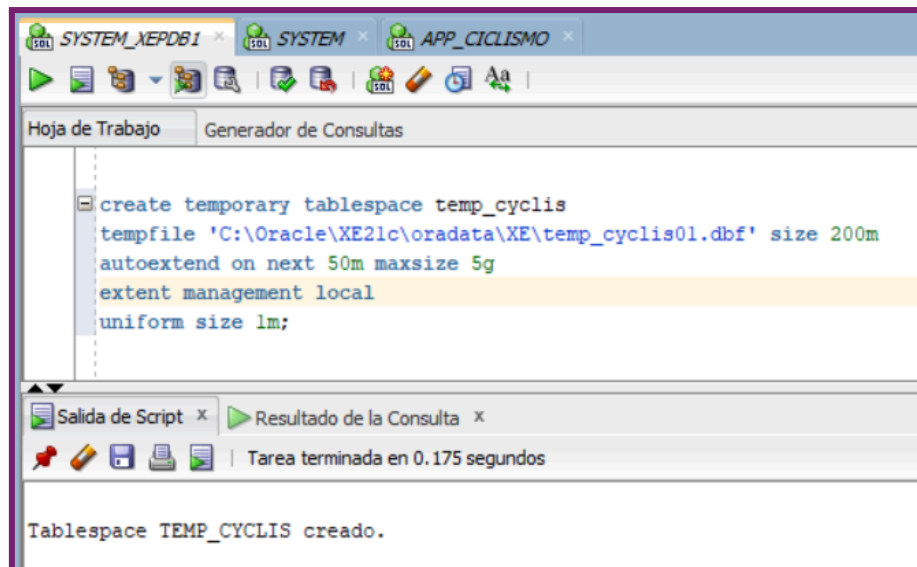 SYSTEM_XEPDB1
SYSTEM
APP_CICLISMO
Hoja de Trabajo
Generador de Consultas
create temporary tablespace temp_cyclis
tempfile 'C:\Oracle\XE21c\oradata\XE\temp_cyclis01.dbf' size 200m
autoextend on next 50m maxsize 5g
extent management local
uniform size 1m;
Salida de Script
Resultado de la Consulta
Tarea terminada en 0.175 segundos
Tablespace TEMP_CYCLIS creado.